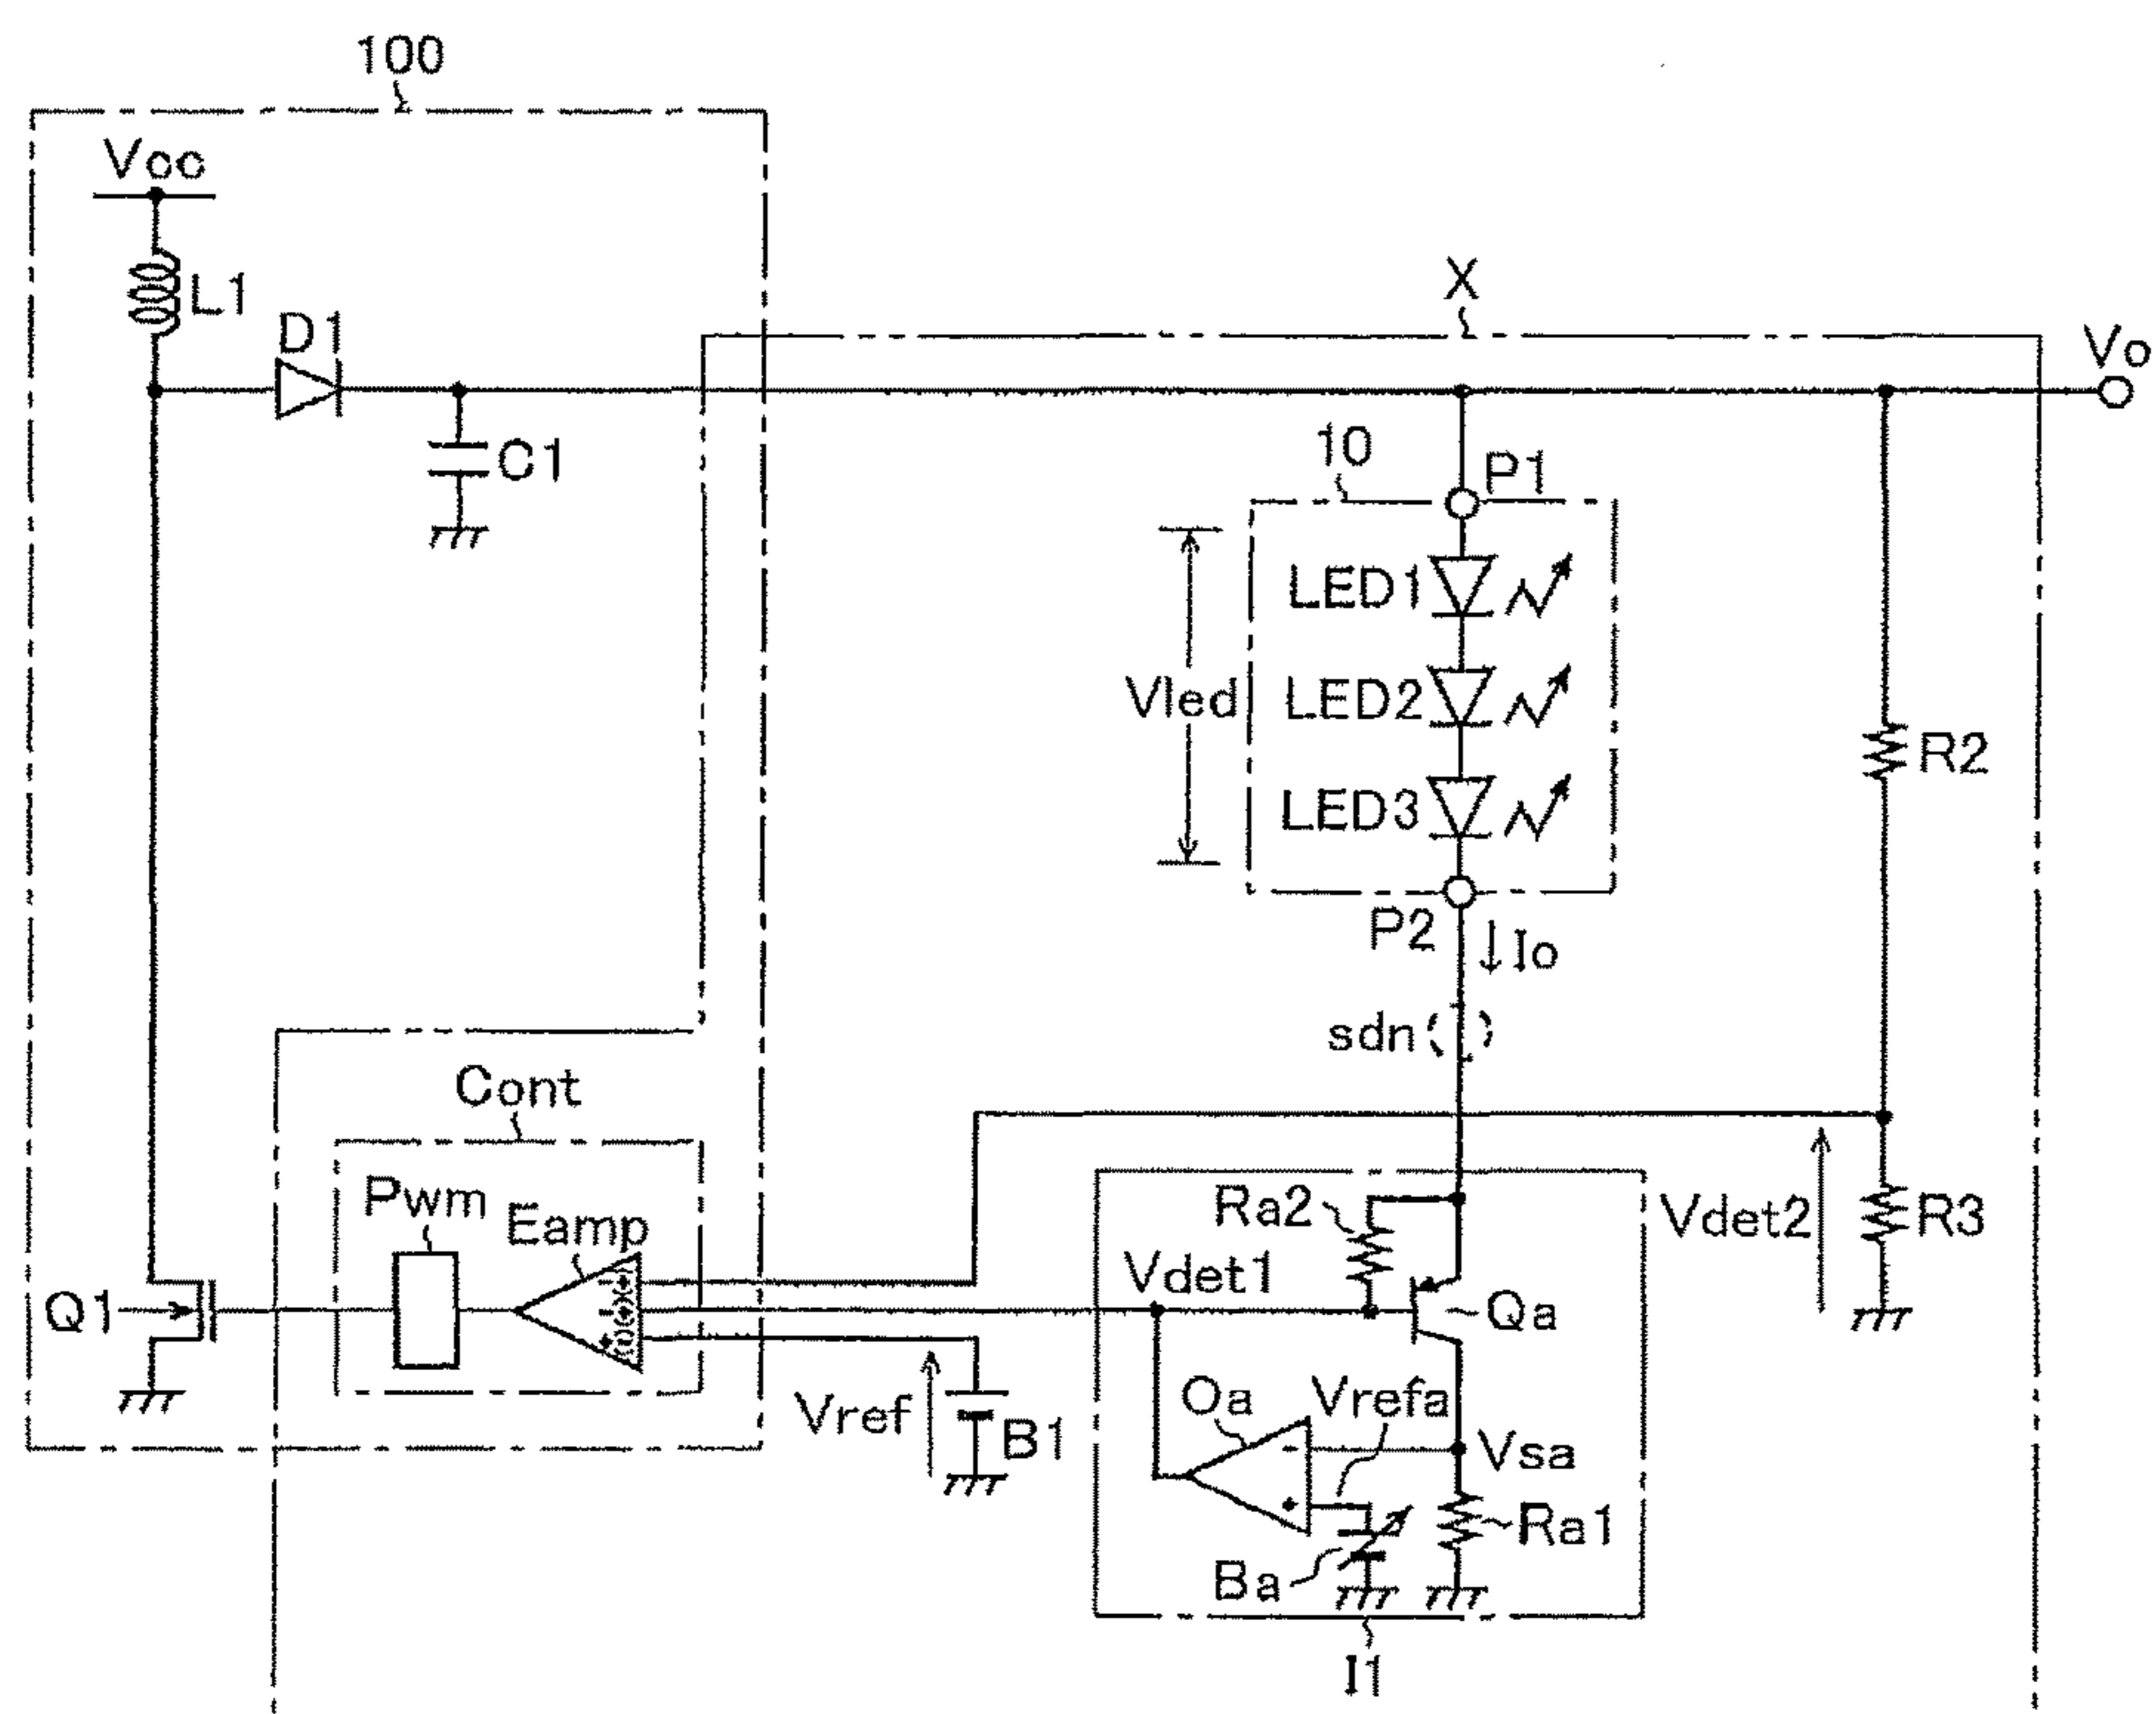 100
Vcc
L1
D1
C1
X
Vo
10
P1
LED1
Vled
LED2
LED3
R2
P2
Io
sdn
Cont
Pwm
Eamp
Ra2
Vdet1
Vdet2
R3
Q1
Qa
Vref
B1
Oa
Vrefa
Vsa
Ra1
Ba
I1